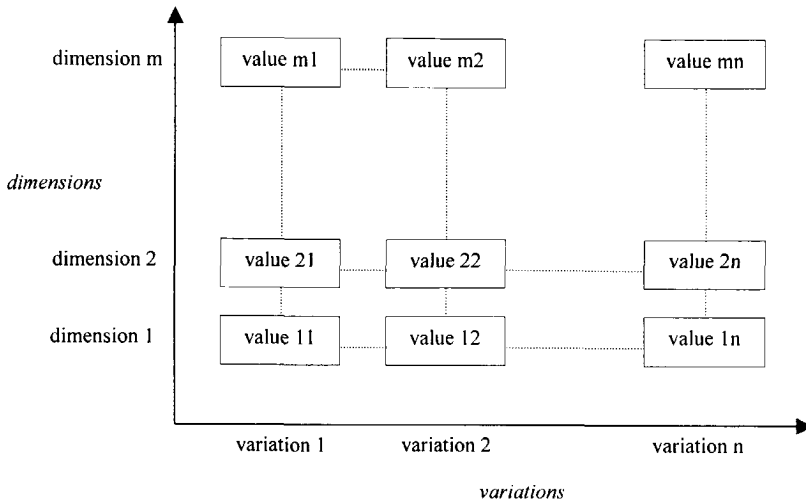 dimension m value m1 value m2 value mn
dimensions
dimension 2 value 21 value 22 value 2n
dimension 1 value 11 value 12 value 1n
variation 1 variation 2 variation n
variations